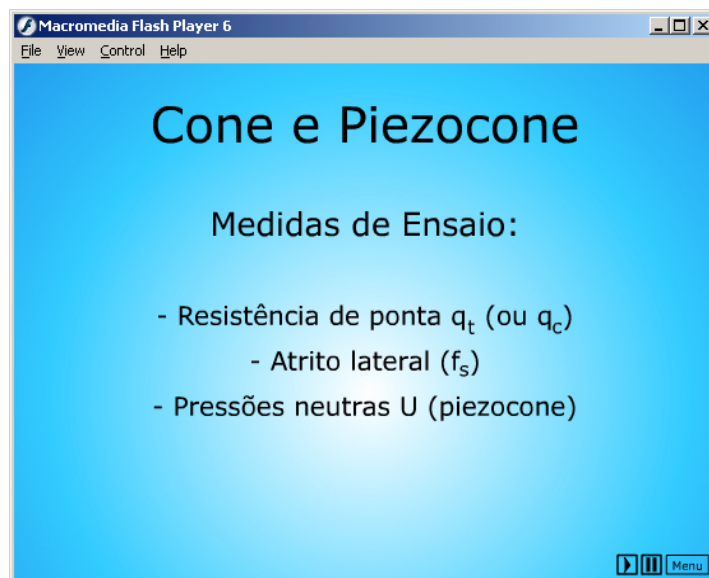 Macromedia Flash Player 6
File View Control Help
Cone e Piezocone
Medidas de Ensaio:
- Resistência de ponta qt (ou qc)
- Atrito lateral (fs)
- Pressões neutras U (piezocone)
Menu